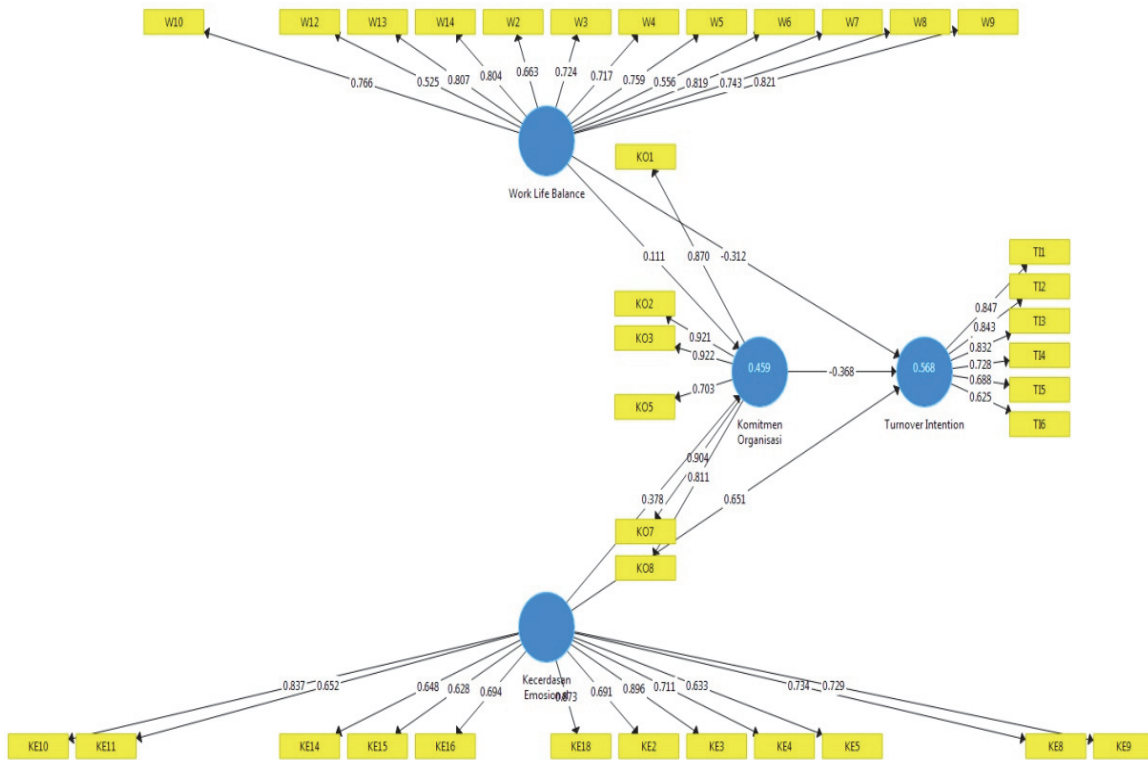 W10 W12 W13 W14 W2 W3 W4 W5 W6 W7 W8 W9
0.766 0.525 0.807 0.804 0.663 0.724 0.717 0.759 0.556 0.819 0.743 0.821
Work Life Balance
KO1
0.111 0.870 -0.312
KO2
KO3
KO5
0.921
0.922
0.703
0.459
Komitmen
Organisasi
-0.368
0.568
Turnover Intention
TI1
TI2
TI3
TI4
TI5
TI6
0.847
0.843
0.832
0.728
0.688
0.625
0.904
0.811
0.378
0.651
KO7
KO8
Kecerdasan
0.837 0.652 0.648 0.628 0.694 0.691 0.896 0.711 0.633 0.734 0.729
KE10 KE11 KE14 KE15 KE16 KE18 KE2 KE3 KE4 KE5 KE8 KE9